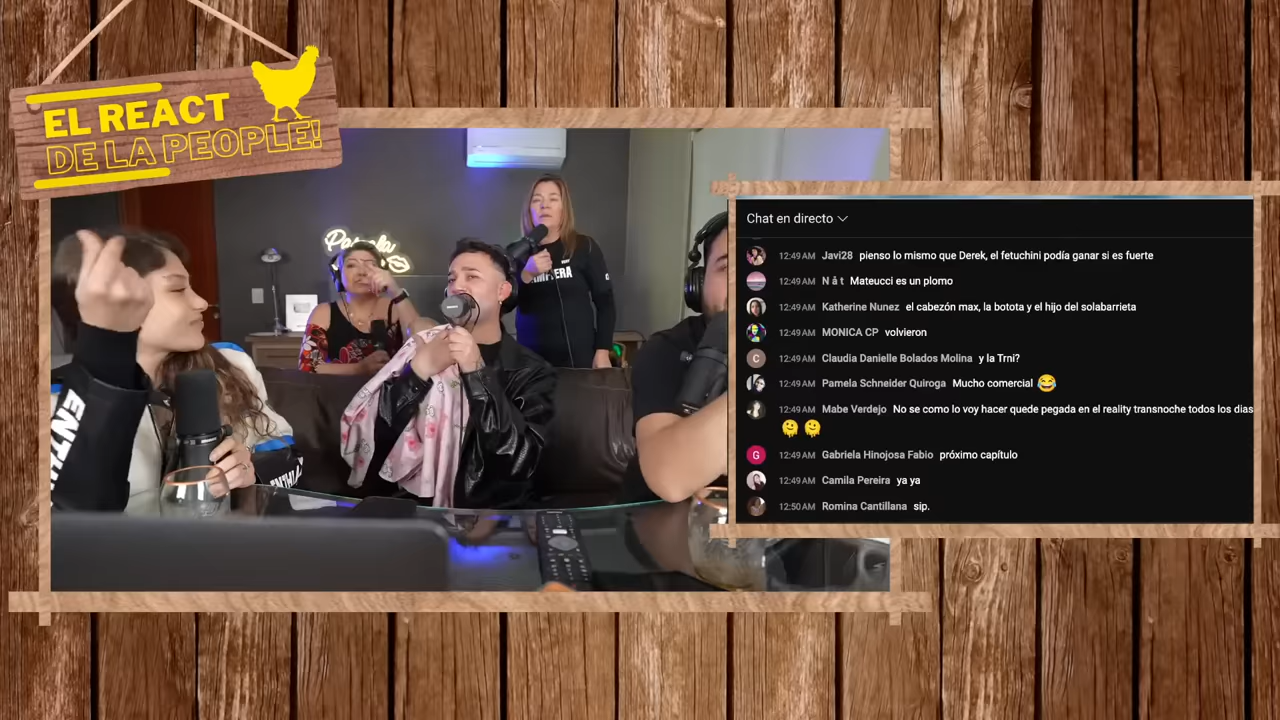 EL REACT
DE LA PEOPLE!
Pamela
Chat en directo
12:49 AM Javi28 pienso lo mismo que Derek, el fetuchini podía ganar si es fuerte
12:49 AM N â t Mateucci es un plomo
12:49 AM Katherine Nunez el cabezón max, la botota y el hijo del solabarrieta
12:49 AM MONICA CP volvieron
C 12:49 AM Claudia Danielle Bolados Molina y la Trni?
12:49 AM Pamela Schneider Quiroga Mucho comercial 😂
12:49 AM Mabe Verdejo No se como lo voy hacer quede pegada en el reality transnoche todos los dias
🫠 🫠
G 12:49 AM Gabriela Hinojosa Fabio próximo capítulo
12:49 AM Camila Pereira ya ya
12:50 AM Romina Cantillana sip.